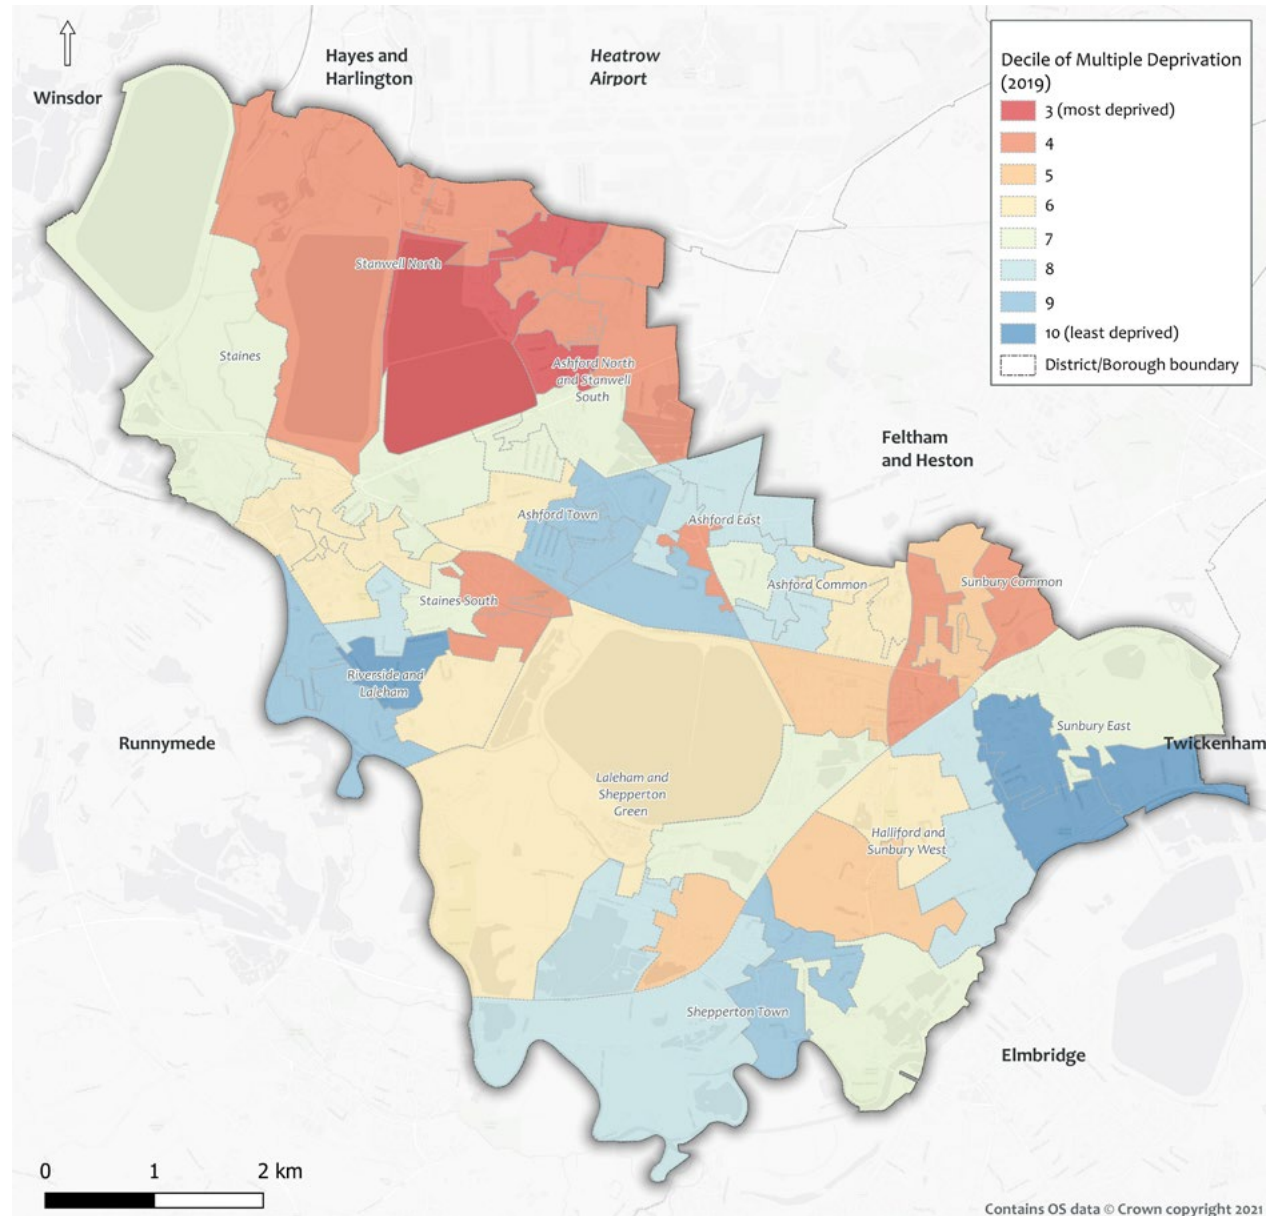 Hayes and
Harlington
Heatrow
Airport
Winsdor
Decile of Multiple Deprivation
(2019)
3 (most deprived)
4
5
6
7
8
9
10 (least deprived)
District/Borough boundary
Stanwell North
Staines
Ashford North
and Stanwell
South
Feltham
and Heston
Ashford Town
Ashford East
Ashford Common
Sunbury Common
Staines South
Riverside and
Laleham
Runnymede
Sunbury East
Twickenham
Laleham and
Shepperton
Green
Halliford and
Sunbury West
Shepperton Town
Elmbridge
0 1 2 km
Contains OS data © Crown copyright 2021